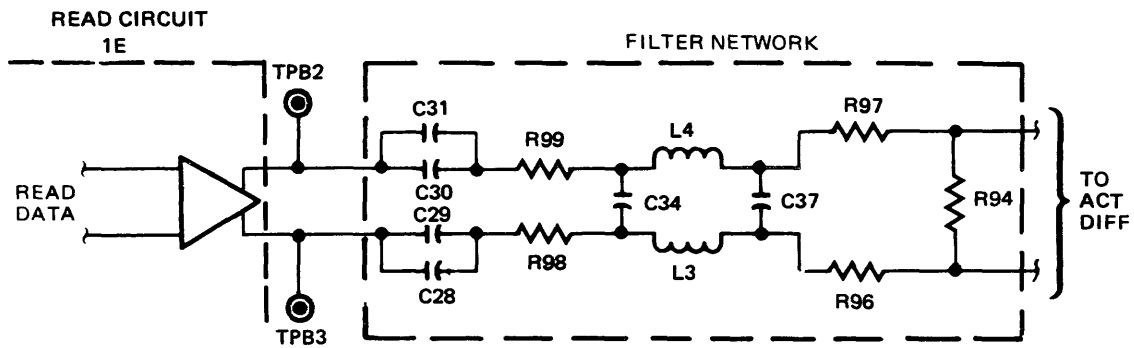 READ CIRCUIT
1E
FILTER NETWORK
TPB2
C31
R99
L4
R97
C30
READ
DATA
C34
C37
R94
TO
ACT
DIFF
C29
R98
L3
R96
C28
TPB3